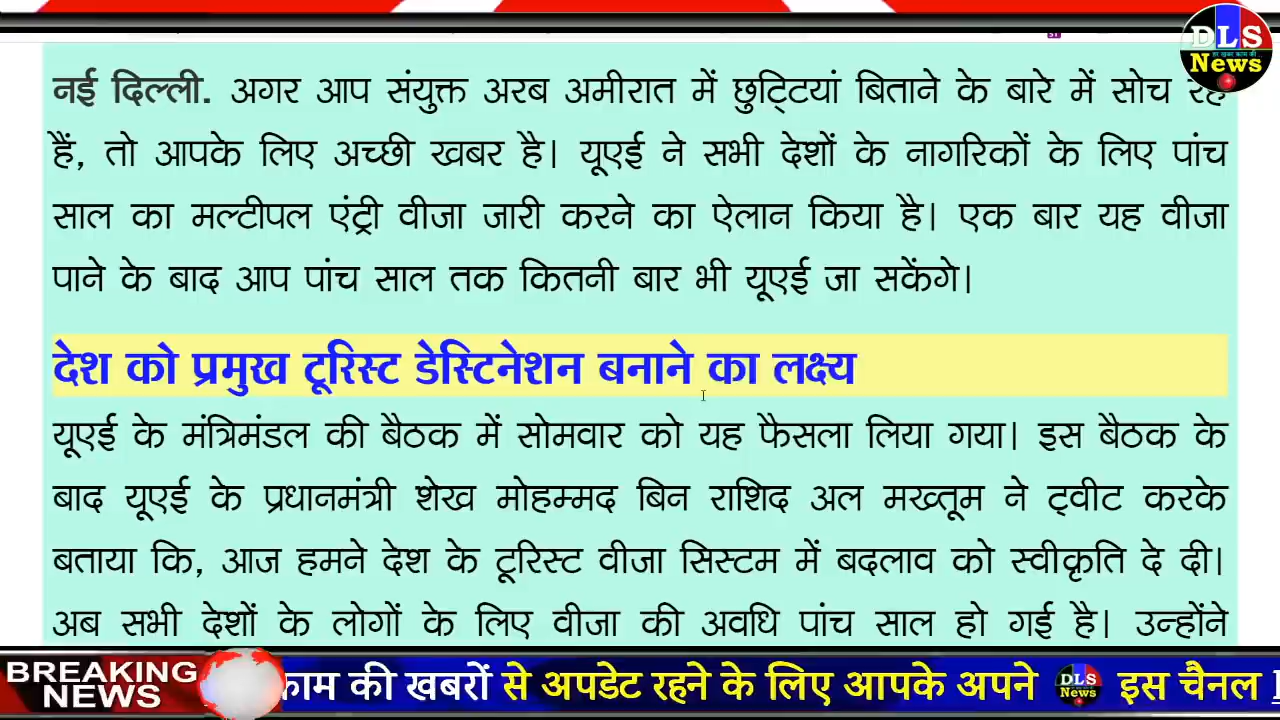 DLS
News
नई दिल्ली. अगर आप संयुक्त अरब अमीरात में छुट्टियां बिताने के बारे में सोच रहे
हैं, तो आपके लिए अच्छी खबर है। यूएई ने सभी देशों के नागरिकों के लिए पांच
साल का मल्टीपल एंट्री वीजा जारी करने का ऐलान किया है। एक बार यह वीजा
पाने के बाद आप पांच साल तक कितनी बार भी यूएई जा सकेंगे।
देश को प्रमुख टूरिस्ट डेस्टिनेशन बनाने का लक्ष्य
यूएई के मंत्रिमंडल की बैठक में सोमवार को यह फैसला लिया गया। इस बैठक के
बाद यूएई के प्रधानमंत्री शेख मोहम्मद बिन राशिद अल मख्तूम ने ट्वीट करके
बताया कि, आज हमने देश के टूरिस्ट वीजा सिस्टम में बदलाव को स्वीकृति दे दी।
अब सभी देशों के लोगों के लिए वीजा की अवधि पांच साल हो गई है। उन्होंने
BREAKING
NEWS
काम की खबरों से अपडेट रहने के लिए आपके अपने DLS News इस चैनल